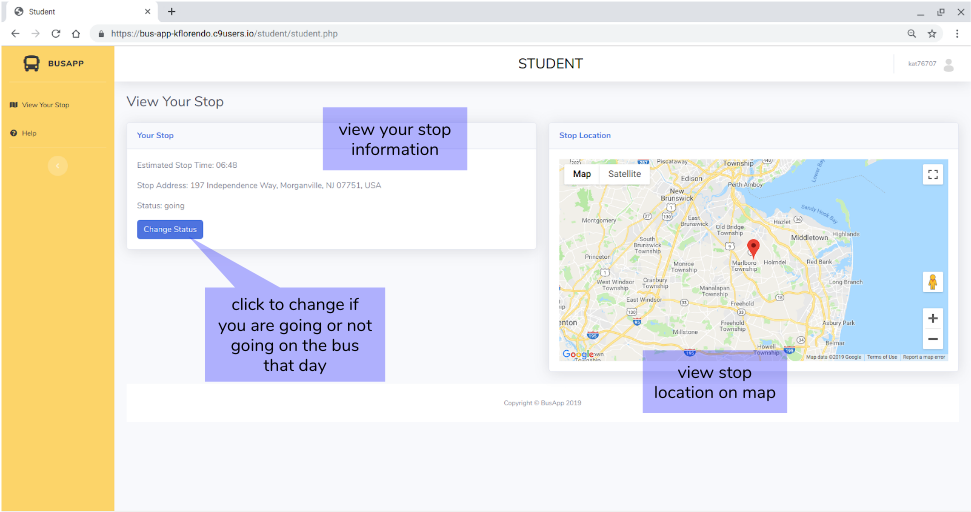 Student
https://bus-app-kflorendo.c9users.io/student/student.php
BUSAPP
STUDENT
View Your Stop
Help
View Your Stop
view your stop
information
Your Stop
Estimated Stop Time: 06:48
Stop Address: 197 Independence Way, Morganville, NJ 07751, USA
Status: going
Change Status
click to change if
you are going or not
going on the bus
that day
Stop Location
Map Satellite
Piscataway
Township
Edison
Perth Amboy
New
Brunswick
Lower Bay
Sandy Hook Bay
Montgomery
East
Brunswick
Old Bridge
Township
Hazlet
Middletown
Highlands
South
Brunswick
Township
Princeton
Monroe
Township
Marlboro
Township
Holmdel
Red Bank
West Windsor
Township
Cranbury
Township
Manalapan
Township
Long Branch
East Windsor
Freehold
Millstone
Freehold
Township
Asbury Park
Howell
Township
Belmar
Google
Map data ©2019 Google
Terms of Use
Report a map error
view stop
location on map
Copyright © BusApp 2019